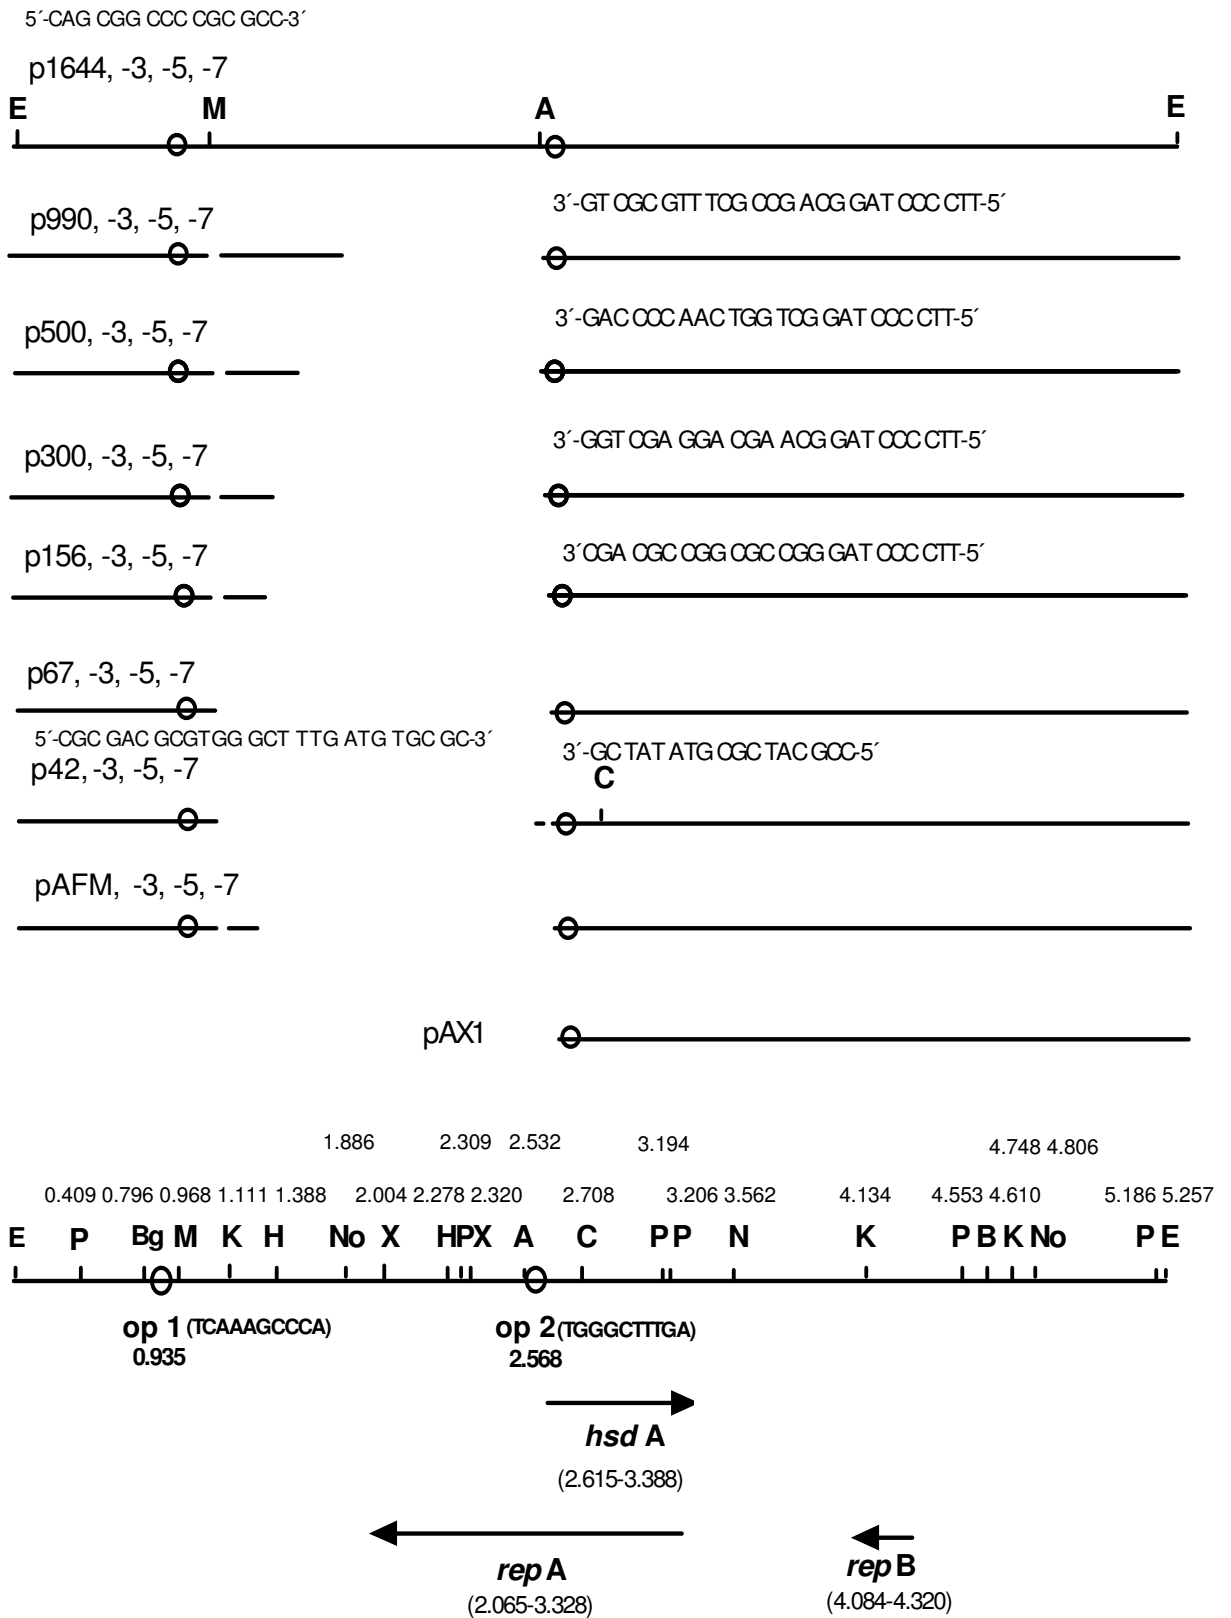 5´-CAG CGG CCC CGC GCC-3´
p1644, -3, -5, -7
E M A E
p990, -3, -5, -7
3´-GT CGC GTT TCG CCG ACG GAT CCC CTT-5´
p500, -3, -5, -7
3´-GAC CCC AAC TGG TCG GAT CCC CTT-5´
p300, -3, -5, -7
3´-GGT CGA GGA CGA ACG GAT CCC CTT-5´
p156, -3, -5, -7
3´CGA CGC CGG CGC CGG GAT CCC CTT-5´
p67, -3, -5, -7
5´-CGC GAC GCGTGG GCT TTG ATG TGC GC-3´
3´-GC TAT ATG CGC TAC GCC-5´
p42, -3, -5, -7
C
pAFM, -3, -5, -7
pAX1
1.886 2.309 2.532 3.194 4.748 4.806
0.409 0.796 0.968 1.111 1.388 2.004 2.278 2.320 2.708 3.206 3.562 4.134 4.553 4.610 5.186 5.257
E P Bg M K H No X H P X A C P P N K P B K No P E
op 1 (TCAAAGCCCA) op 2 (TGGGCTTTGA)
0.935 2.568
hsd A
(2.615-3.388)
rep A rep B
(2.065-3.328) (4.084-4.320)